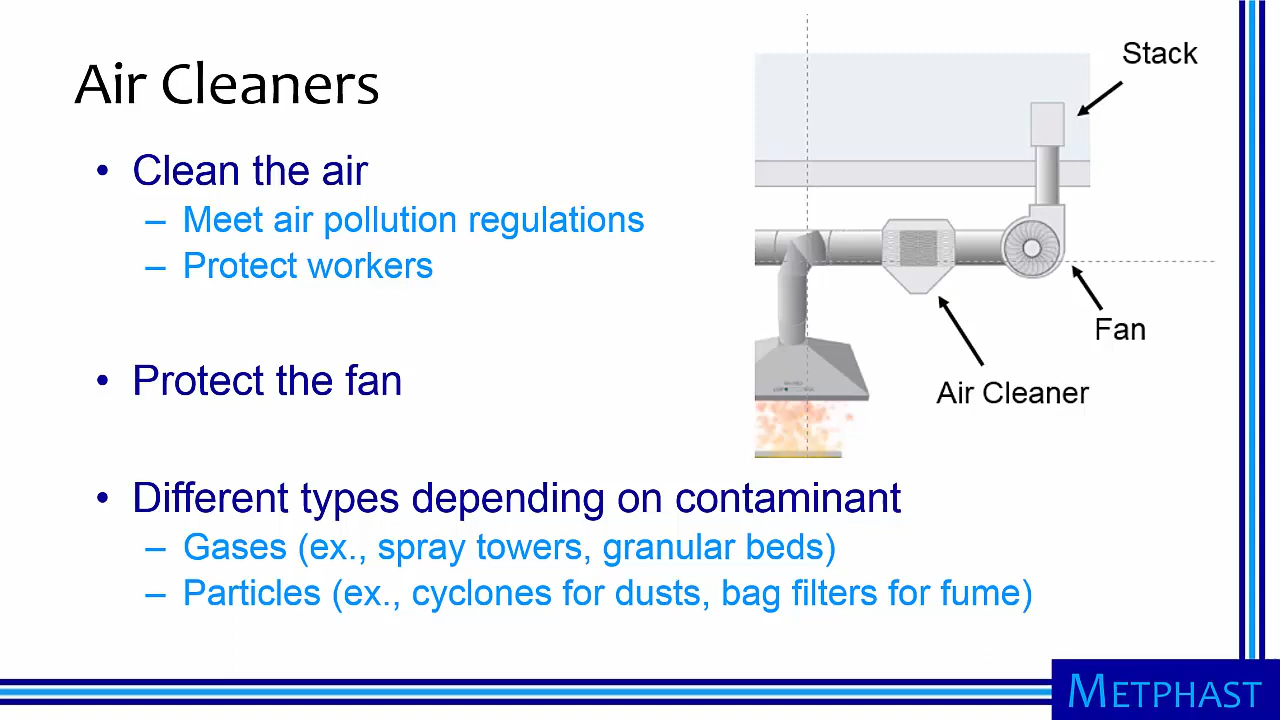 Air Cleaners
• Clean the air
– Meet air pollution regulations
– Protect workers
• Protect the fan
• Different types depending on contaminant
– Gases (ex., spray towers, granular beds)
– Particles (ex., cyclones for dusts, bag filters for fume)
Stack
Fan
Air Cleaner
METPHAST